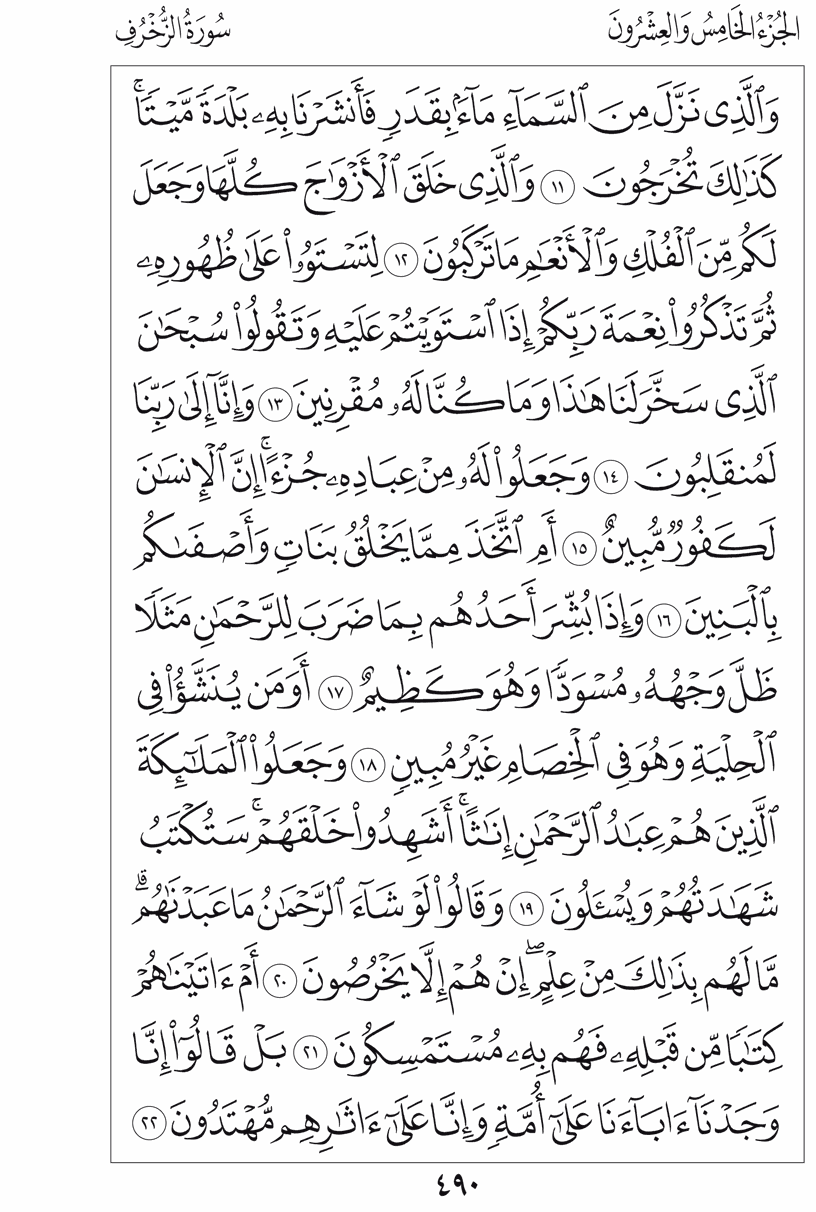 الجُزْءُ الخَامِسُ وَالعِشْرُونَ
سُورَةُ الزُّخْرُفِ
وَٱلَّذِى نَزَّلَ مِنَ ٱلسَّمَآءِ مَآءًۢ بِقَدَرٍ فَأَنشَرْنَا بِهِۦ بَلْدَةً مَّيْتًاۚ
كَذَٰلِكَ تُخْرَجُونَ ١١ وَٱلَّذِى خَلَقَ ٱلْأَزْوَٰجَ كُلَّهَا وَجَعَلَ
لَكُم مِّنَ ٱلْفُلْكِ وَٱلْأَنْعَٰمِ مَا تَرْكَبُونَ ١٢ لِتَسْتَوُۥا۟ عَلَىٰ ظُهُورِهِۦ
ثُمَّ تَذْكُرُوا۟ نِعْمَةَ رَبِّكُمْ إِذَا ٱسْتَوَيْتُمْ عَلَيْهِ وَتَقُولُوا۟ سُبْحَٰنَ
ٱلَّذِى سَخَّرَ لَنَا هَٰذَا وَمَا كُنَّا لَهُۥ مُقْرِنِينَ ١٣ وَإِنَّآ إِلَىٰ رَبِّنَا
لَمُنقَلِبُونَ ١٤ وَجَعَلُوا۟ لَهُۥ مِنْ عِبَادِهِۦ جُزْءًاۚ إِنَّ ٱلْإِنسَٰنَ
لَكَفُورٌ مُّبِينٌ ١٥ أَمِ ٱتَّخَذَ مِمَّا يَخْلُقُ بَنَاتٍ وَأَصْفَىٰكُم
بِٱلْبَنِينَ ١٦ وَإِذَا بُشِّرَ أَحَدُهُم بِمَا ضَرَبَ لِلرَّحْمَٰنِ مَثَلًا
ظَلَّ وَجْهُهُۥ مُسْوَدًّا وَهُوَ كَظِيمٌ ١٧ أَوَمَن يُنَشَّؤُا۟ فِى
ٱلْحِلْيَةِ وَهُوَ فِى ٱلْخِصَامِ غَيْرُ مُبِينٍ ١٨ وَجَعَلُوا۟ ٱلْمَلَٰٓئِكَةَ
ٱلَّذِينَ هُمْ عِبَٰدُ ٱلرَّحْمَٰنِ إِنَٰثًاۚ أَشَهِدُوا۟ خَلْقَهُمْۚ سَتُكْتَبُ
شَهَٰدَتُهُمْ وَيُسْـَٔلُونَ ١٩ وَقَالُوا۟ لَوْ شَآءَ ٱلرَّحْمَٰنُ مَا عَبَدْنَٰهُمۗ
مَّا لَهُم بِذَٰلِكَ مِنْ عِلْمٍۖ إِنْ هُمْ إِلَّا يَخْرُصُونَ ٢٠ أَمْ ءَاتَيْنَٰهُمْ
كِتَٰبًا مِّن قَبْلِهِۦ فَهُم بِهِۦ مُسْتَمْسِكُونَ ٢١ بَلْ قَالُوٓا۟ إِنَّا
وَجَدْنَآ ءَابَآءَنَا عَلَىٰٓ أُمَّةٍ وَإِنَّا عَلَىٰٓ ءَاثَٰرِهِم مُّهْتَدُونَ ٢٢
٤٩٠